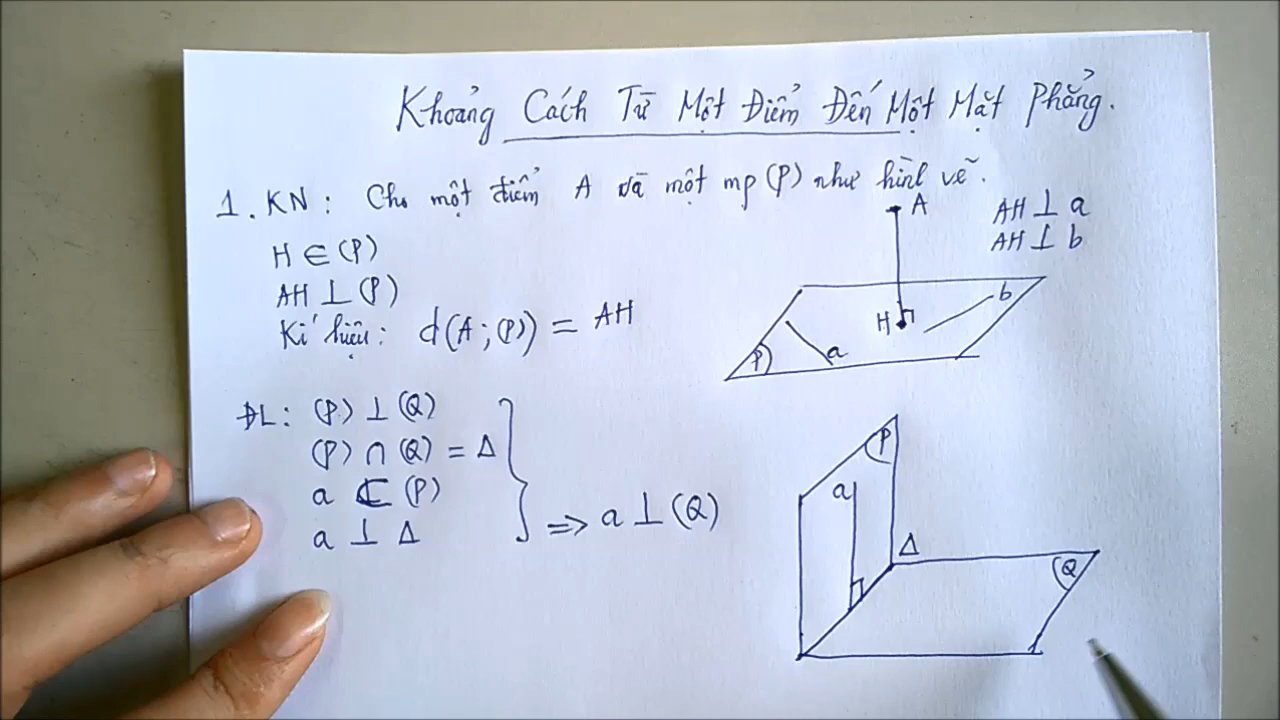 Khoảng Cách Từ Một Điểm Đến Một Mặt Phẳng.
1. KN: Cho một điểm A và một mp (P) như hình vẽ.
H ∈ (P)
AH ⊥ (P)
Kí hiệu: d(A; (P)) = AH
A
AH ⊥ a
AH ⊥ b
H
b
a
P
ĐL: (P) ⊥ (Q)
(P) ∩ (Q) = Δ
a ⊂ (P)
a ⊥ Δ
⇒ a ⊥ (Q)
P
a
Δ
Q